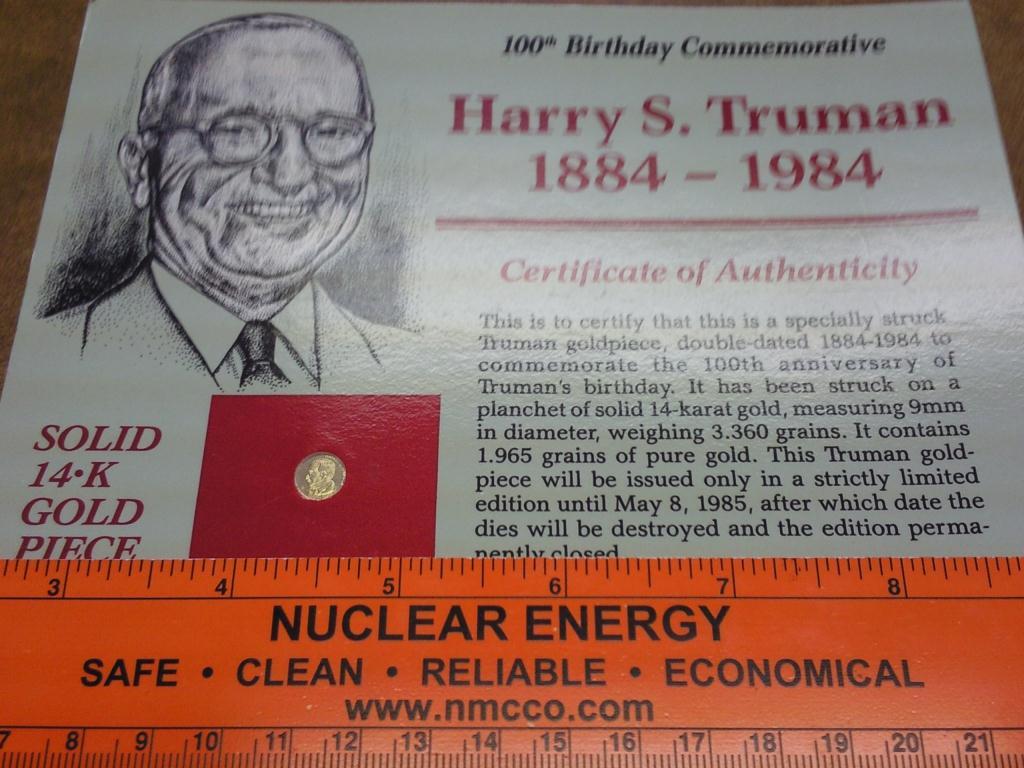 100th Birthday Commemorative
Harry S. Truman
1884 – 1984
Certificate of Authenticity
This is to certify that this is a specially struck
Truman goldpiece, double-dated 1884-1984 to
commemorate the 100th anniversary of
Truman's birthday. It has been struck on a
planchet of solid 14-karat gold, measuring 9mm
in diameter, weighing 3.360 grains. It contains
1.965 grains of pure gold. This Truman gold-
piece will be issued only in a strictly limited
edition until May 8, 1985, after which date the
dies will be destroyed and the edition perma-
nently closed.
SOLID
14•K
GOLD
PIECE
3 4 5 6 7 8
NUCLEAR ENERGY
SAFE • CLEAN • RELIABLE • ECONOMICAL
www.nmcco.com
7 8 9 10 11 12 13 14 15 16 17 18 19 20 21